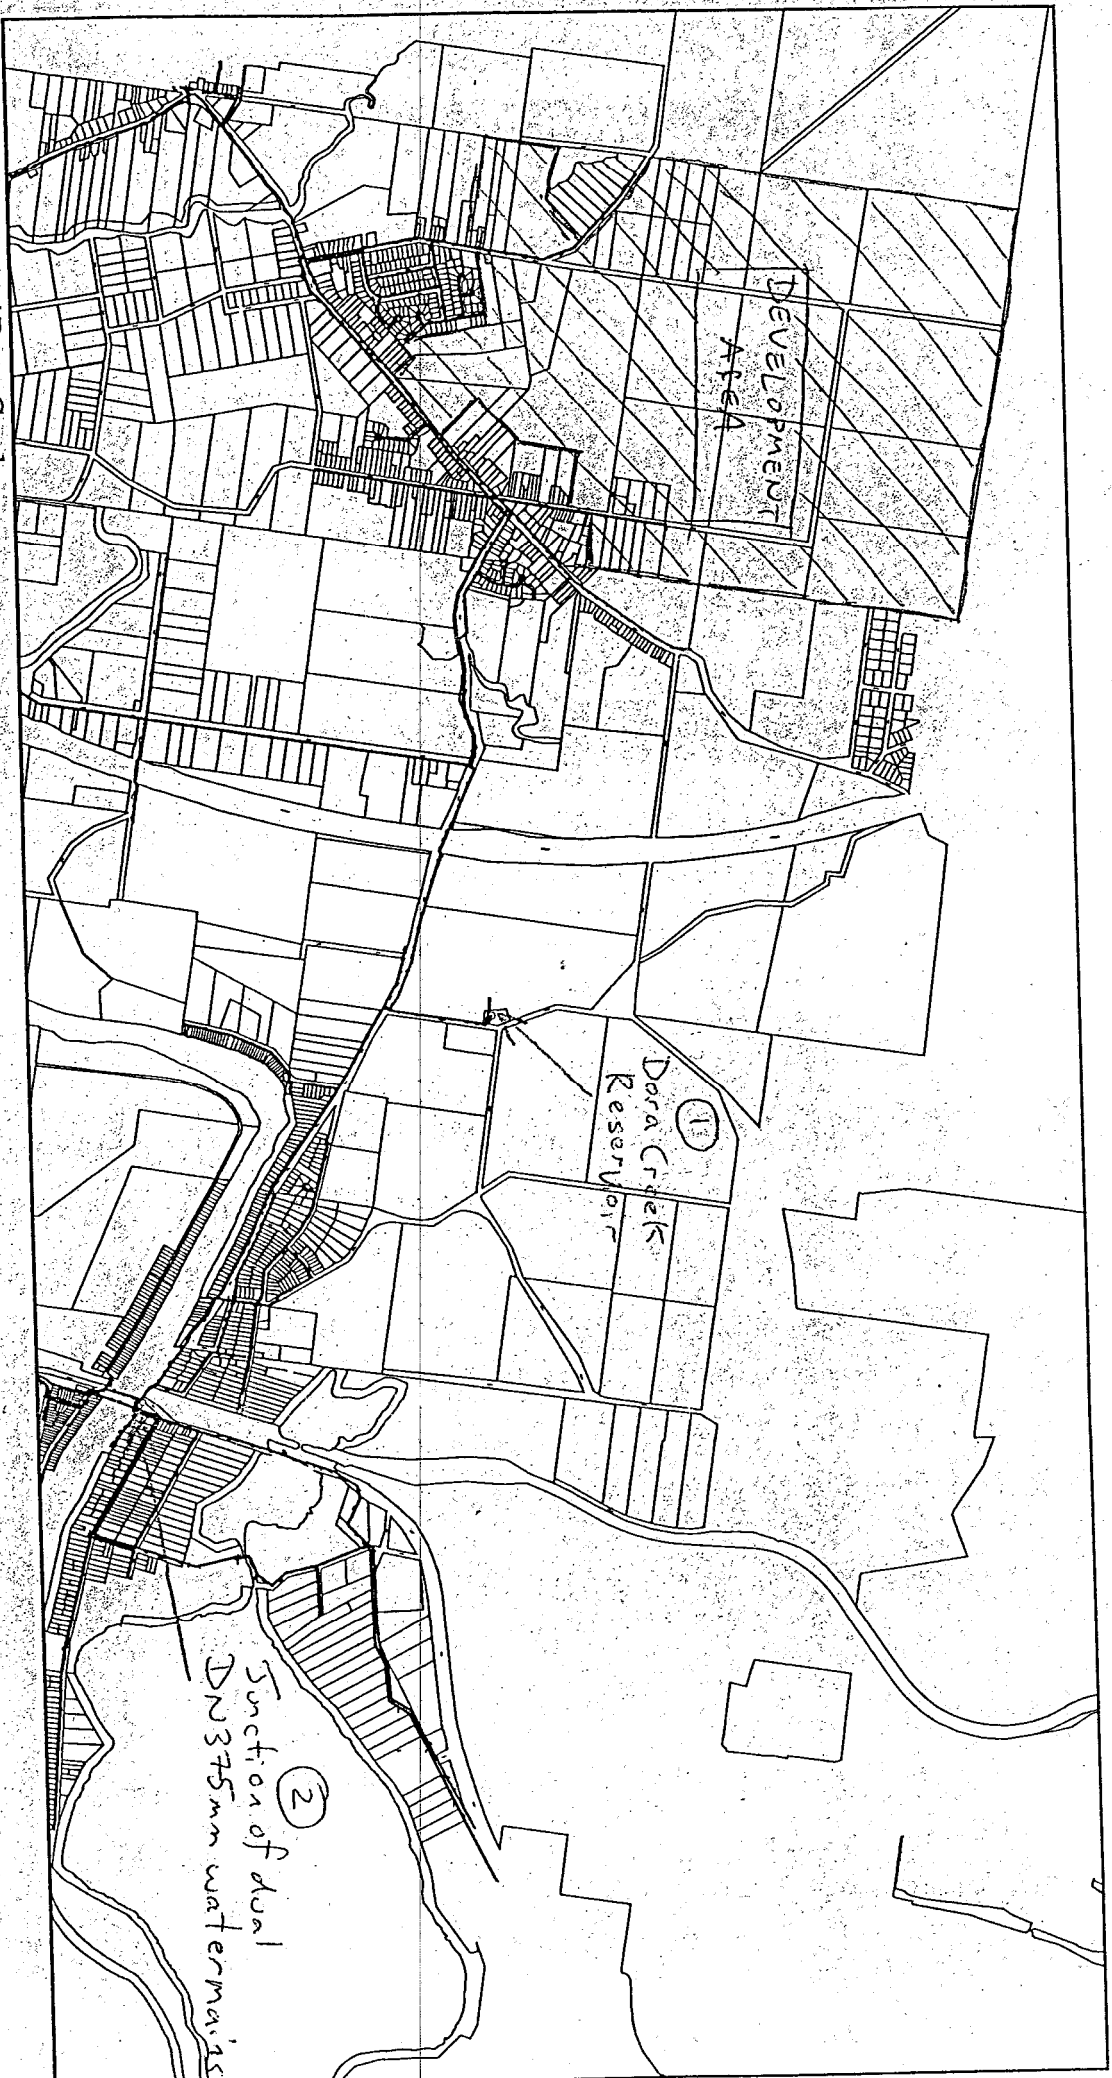 DEVELOPMENT
AREA
1
Dora Creek
Reservoir
2
Junction of dual
DN375mm watermains